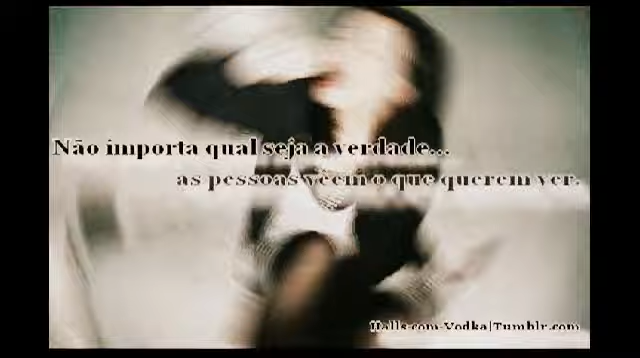 Não importa qual seja a verdade...
as pessoas vêem o que querem ver.
Halls-com-Vodka|Tumblr.com